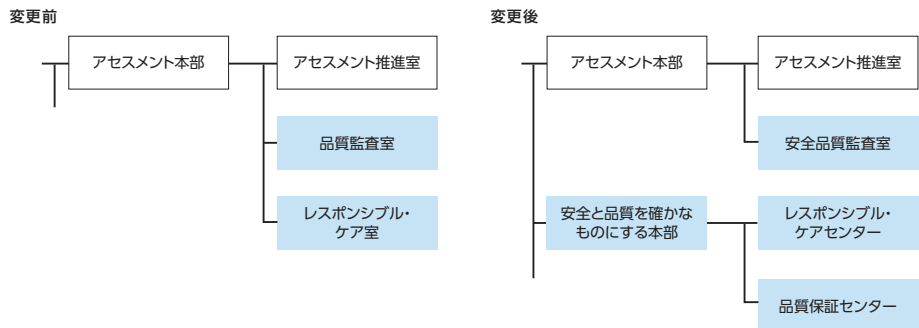 変更前
アセスメント本部
アセスメント推進室
品質監査室
レスポンシブル・
ケア室
変更後
アセスメント本部
アセスメント推進室
安全品質監査室
安全と品質を確かな
ものにする本部
レスポンシブル・
ケアセンター
品質保証センター